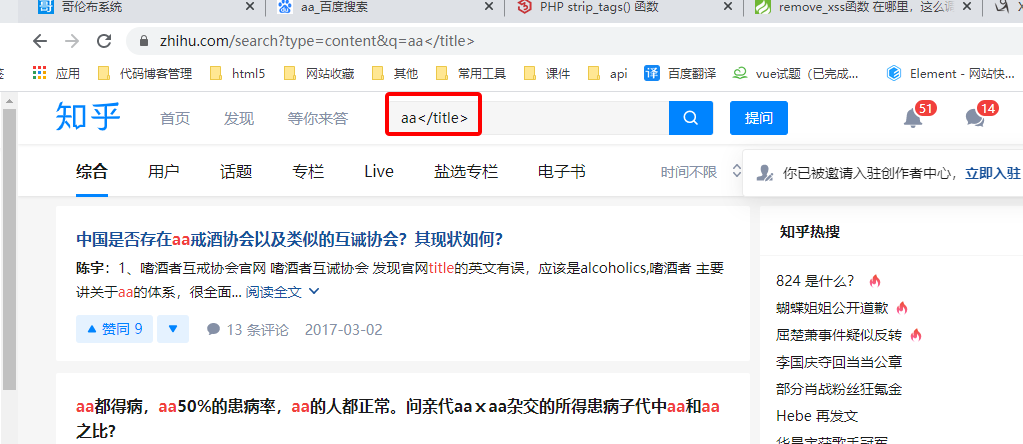 哥伦布系统
aa_百度搜索
PHP strip_tags() 函数
remove_xss函数 在哪里，这么
zhihu.com/search?type=content&q=aa</title>
应用 代码博客管理 html5 网站收藏 其他 常用工具 课件 api 译 百度翻译 vue试题（已完成... Element - 网站快...
知乎 首页 发现 等你来答 aa</title> 提问 51 14
综合 用户 话题 专栏 Live 盐选专栏 电子书 时间不限
你已被邀请入驻创作者中心，立即入驻
中国是否存在aa戒酒协会以及类似的互诫协会？其现状如何?
陈宇：1、嗜酒者互戒协会官网 嗜酒者互诫协会 发现官网title的英文有误，应该是alcoholics,嗜酒者 主要
讲关于aa的体系，很全面... 阅读全文
赞同 9 13 条评论 2017-03-02
aa都得病，aa50%的患病率，aa的人都正常。问亲代aa×aa杂交的所得患病子代中aa和aa
之比?
知乎热搜
824 是什么？
蝴蝶姐姐公开道歉
屈楚萧事件疑似反转
李国庆夺回当当公章
部分肖战粉丝狂氪金
Hebe 再发文
华晨宇获歌手冠军